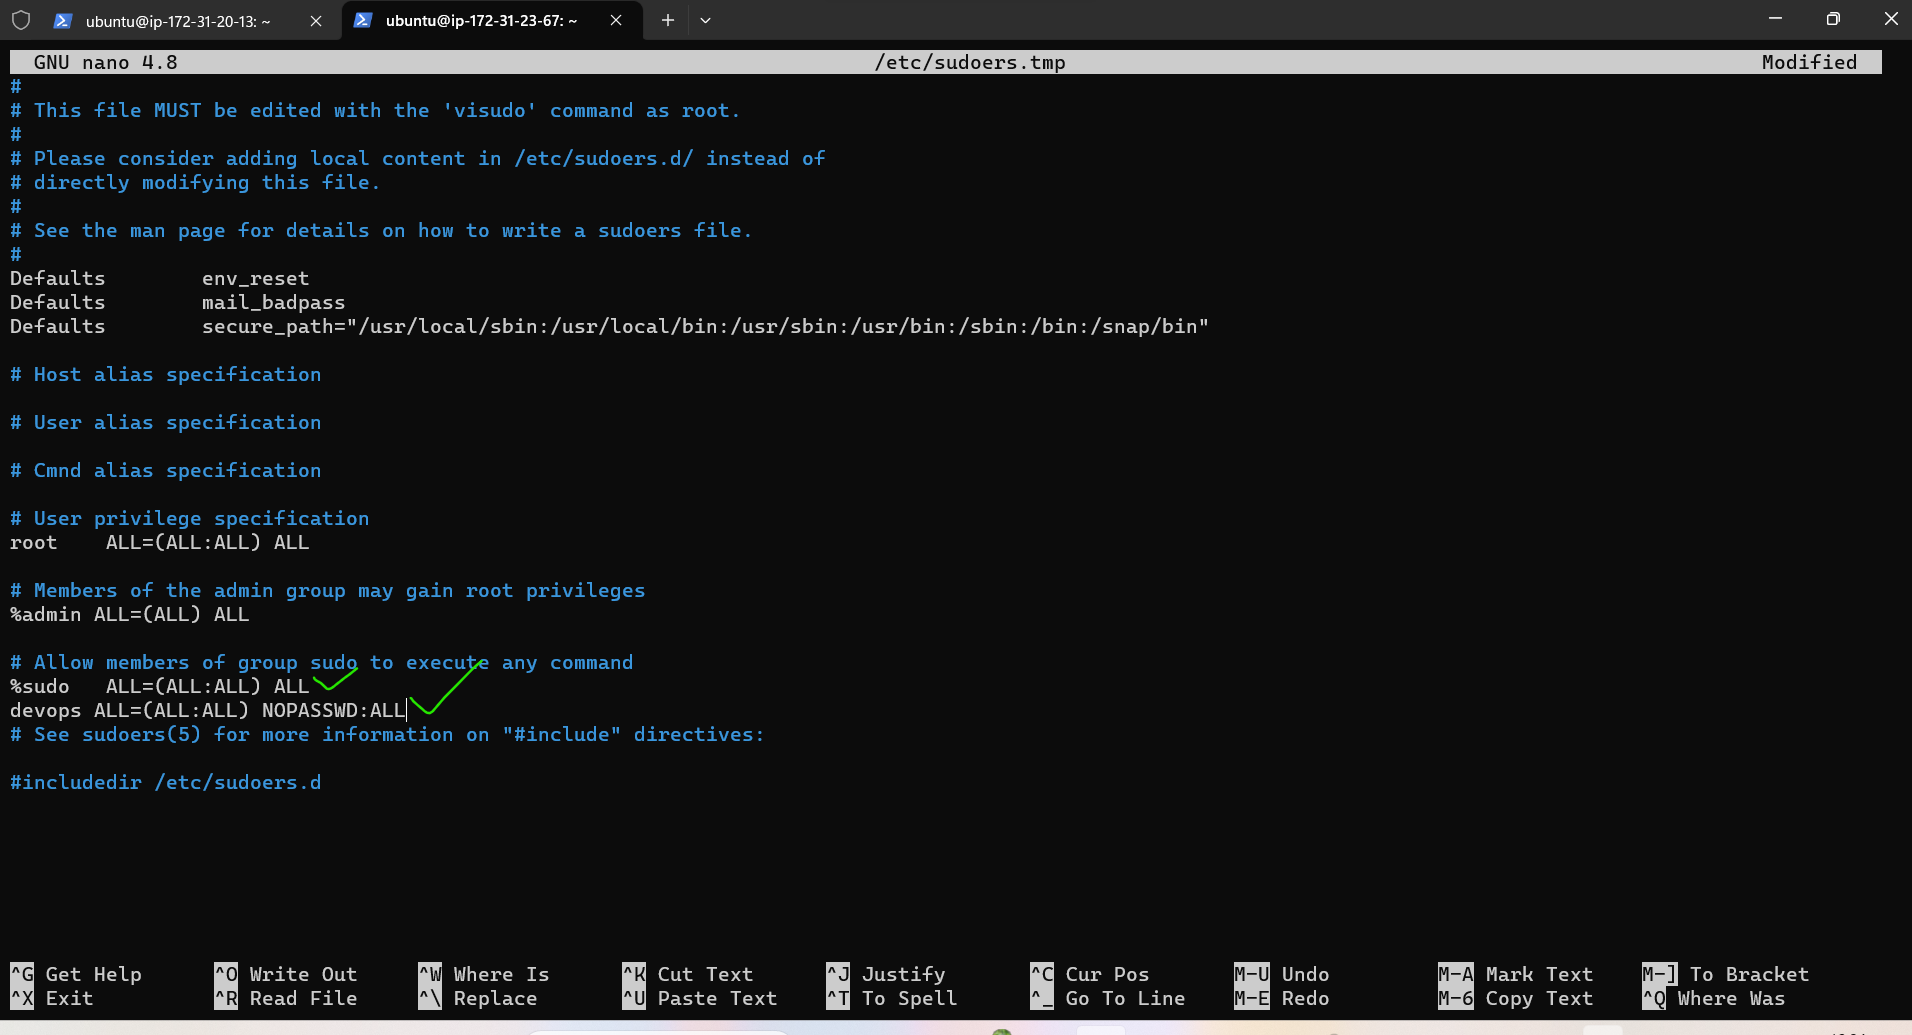 ubuntu@ip-172-31-20-13: ~
ubuntu@ip-172-31-23-67: ~
GNU nano 4.8 /etc/sudoers.tmp Modified
#
# This file MUST be edited with the 'visudo' command as root.
#
# Please consider adding local content in /etc/sudoers.d/ instead of
# directly modifying this file.
#
# See the man page for details on how to write a sudoers file.
#
Defaults        env_reset
Defaults        mail_badpass
Defaults        secure_path="/usr/local/sbin:/usr/local/bin:/usr/sbin:/usr/bin:/sbin:/bin:/snap/bin"
# Host alias specification
# User alias specification
# Cmnd alias specification
# User privilege specification
root    ALL=(ALL:ALL) ALL
# Members of the admin group may gain root privileges
%admin ALL=(ALL) ALL
# Allow members of group sudo to execute any command
%sudo   ALL=(ALL:ALL) ALL
devops ALL=(ALL:ALL) NOPASSWD:ALL
# See sudoers(5) for more information on "#include" directives:
#includedir /etc/sudoers.d
^G Get Help ^O Write Out ^W Where Is ^K Cut Text ^J Justify ^C Cur Pos M-U Undo M-A Mark Text M-] To Bracket
^X Exit ^R Read File ^\ Replace ^U Paste Text ^T To Spell ^_ Go To Line M-E Redo M-6 Copy Text ^Q Where Was